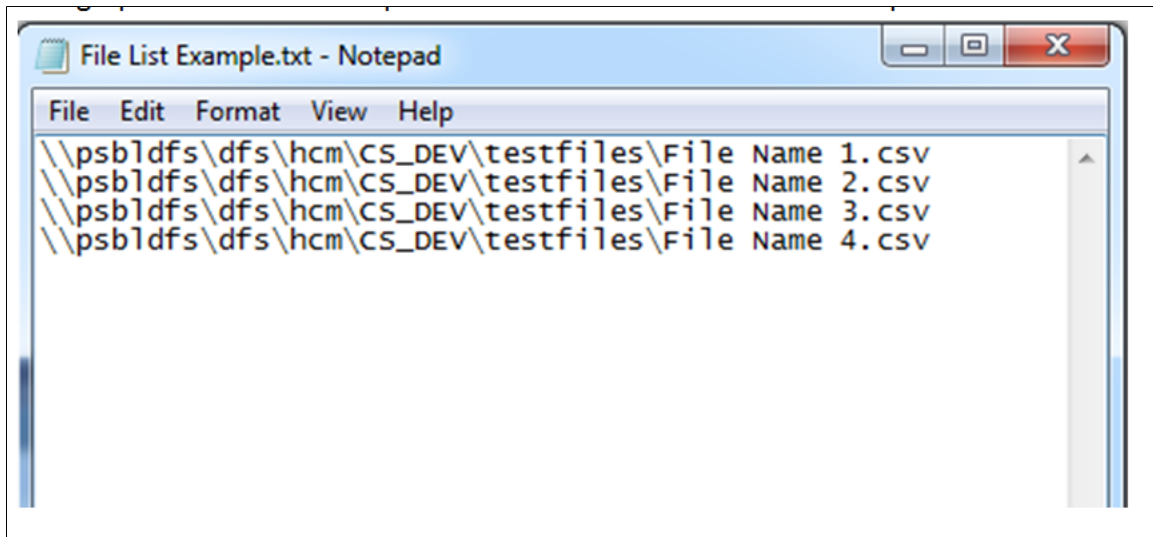 File List Example.txt - Notepad
File Edit Format View Help
\\psbldfs\dfs\hcm\CS_DEV\testfiles\File Name 1.csv
\\psbldfs\dfs\hcm\CS_DEV\testfiles\File Name 2.csv
\\psbldfs\dfs\hcm\CS_DEV\testfiles\File Name 3.csv
\\psbldfs\dfs\hcm\CS_DEV\testfiles\File Name 4.csv